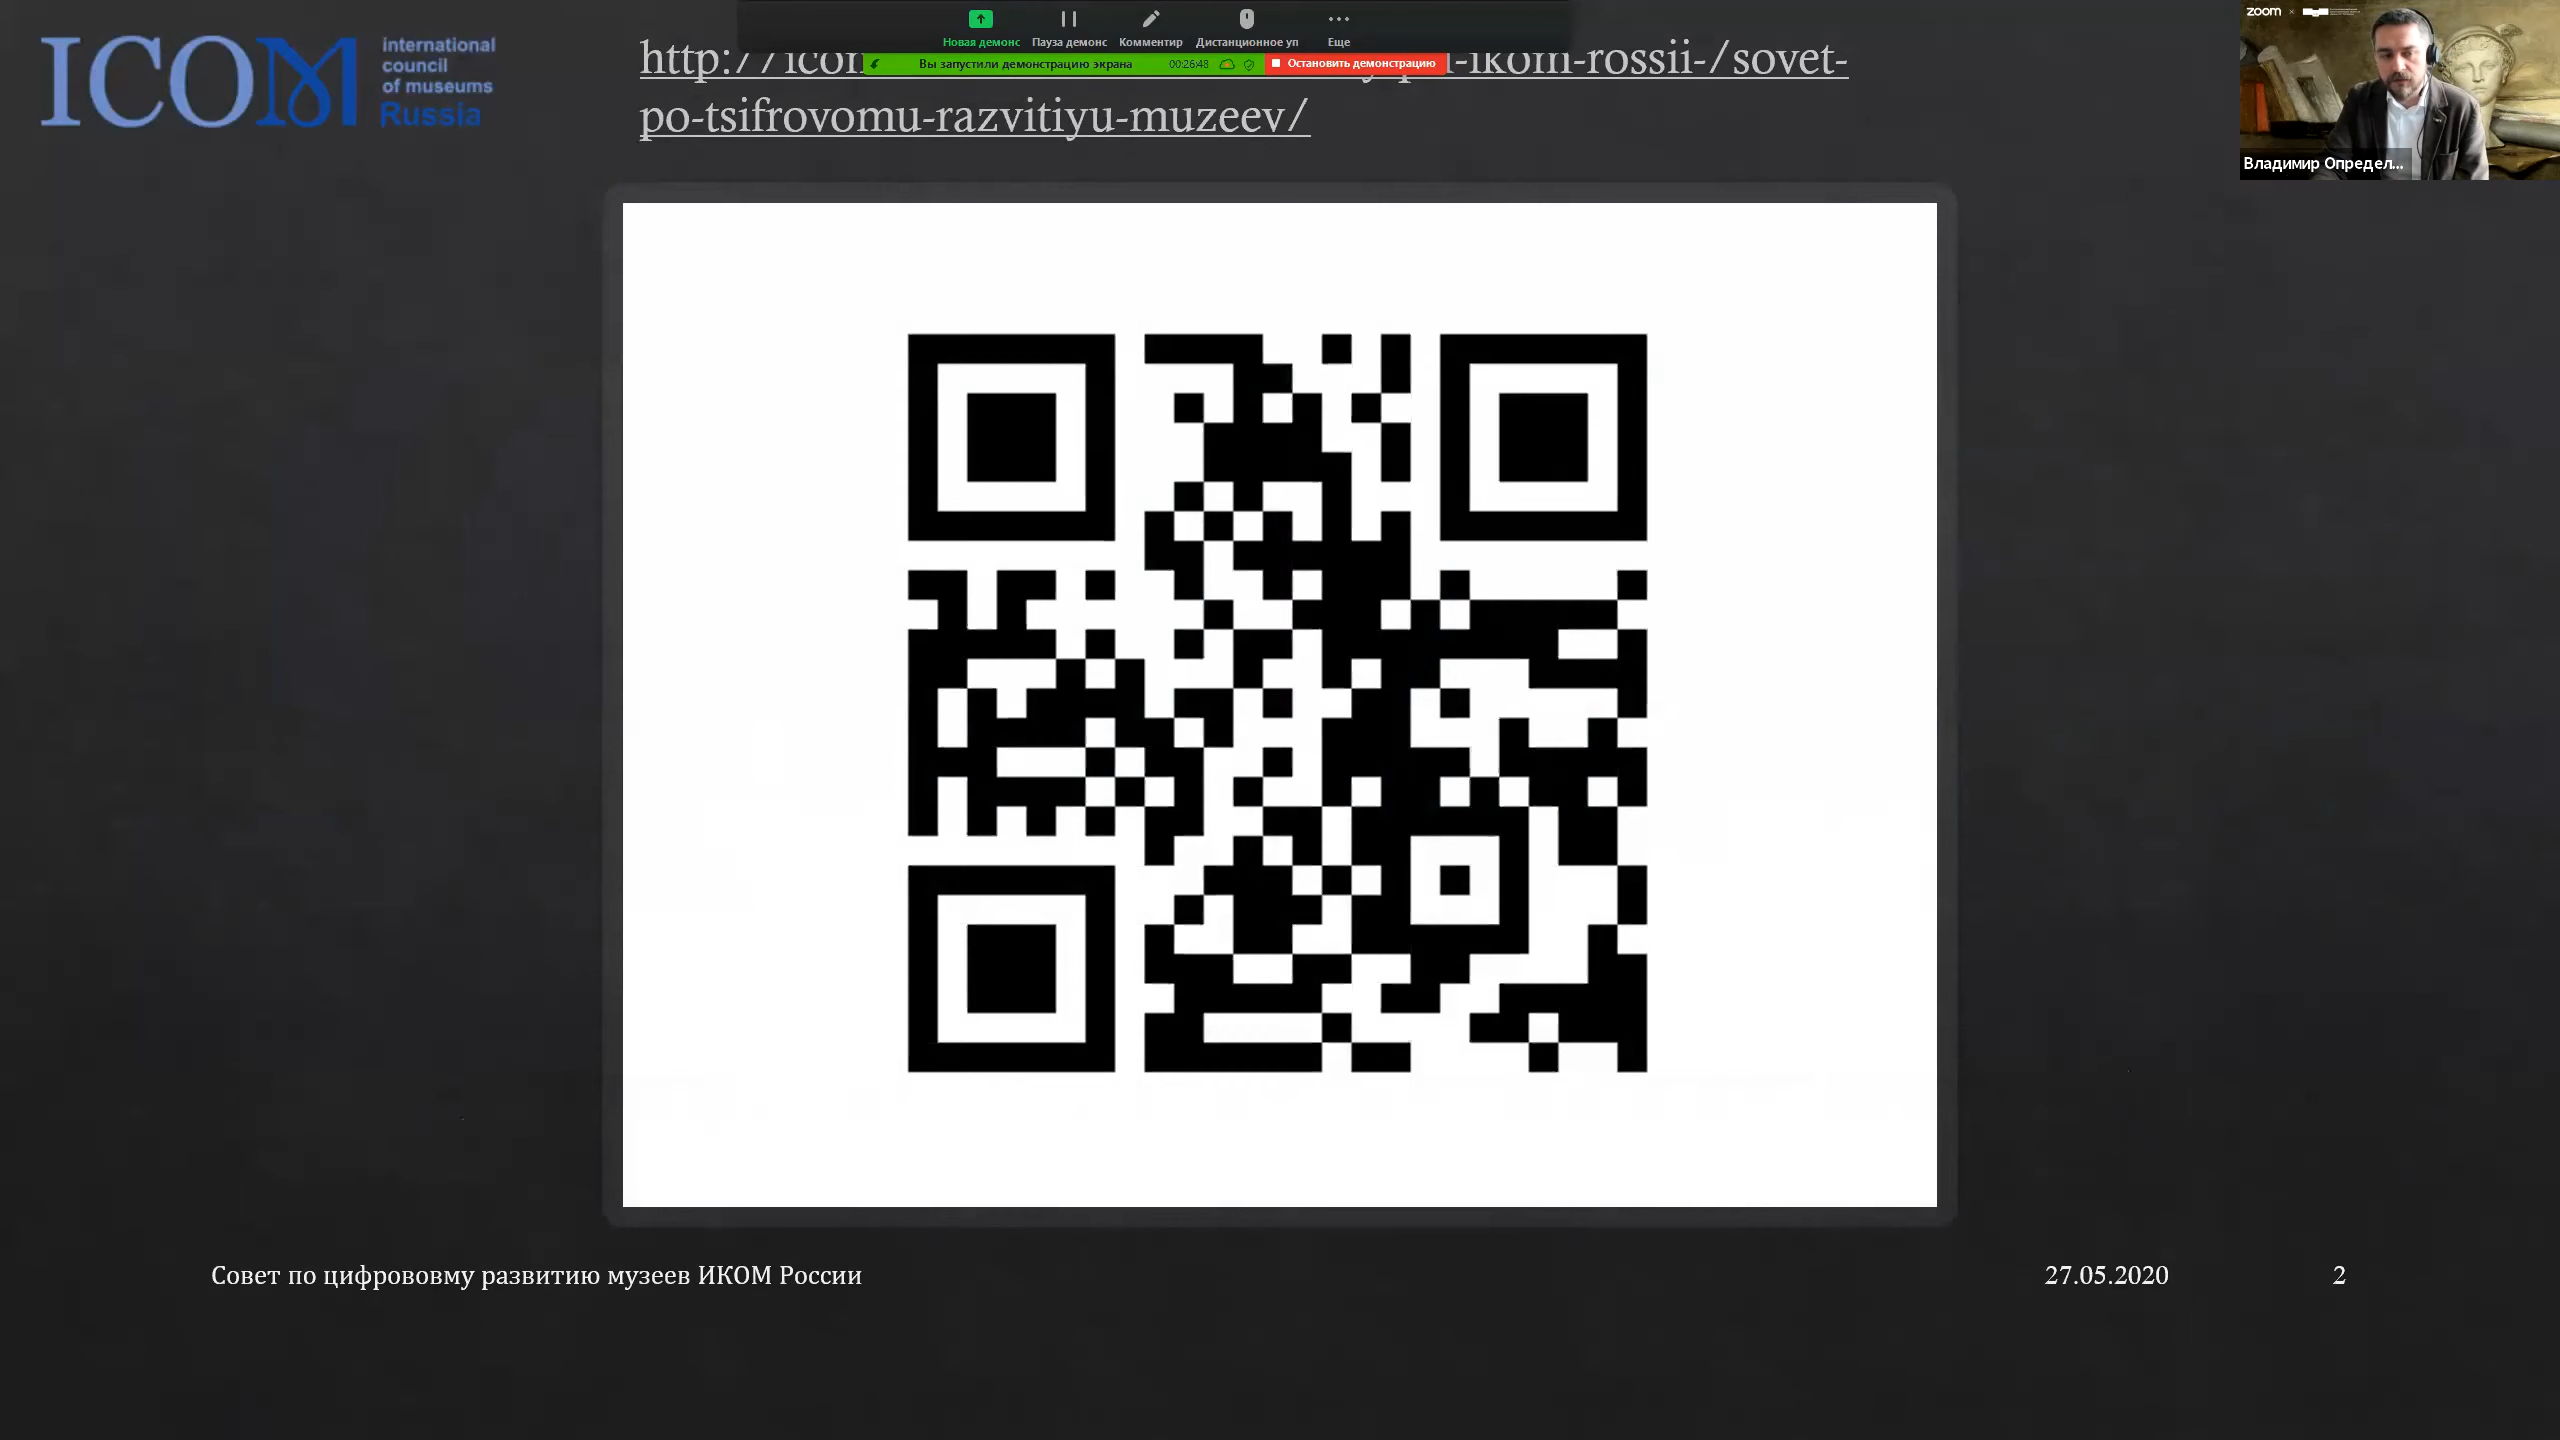 ICOM
international
council
of museums
Russia
Новая демонс
Пауза демонс
Комментир
Дистанционное уп
Еще
Вы запустили демонстрацию экрана
00:26:48
Остановить демонстрацию
-ikom-rossii-/sovet-
po-tsifrovomu-razvitiyu-muzeev/
zoom
Владимир Определ...
Совет по цифрововму развитию музеев ИКОМ России
27.05.2020
2